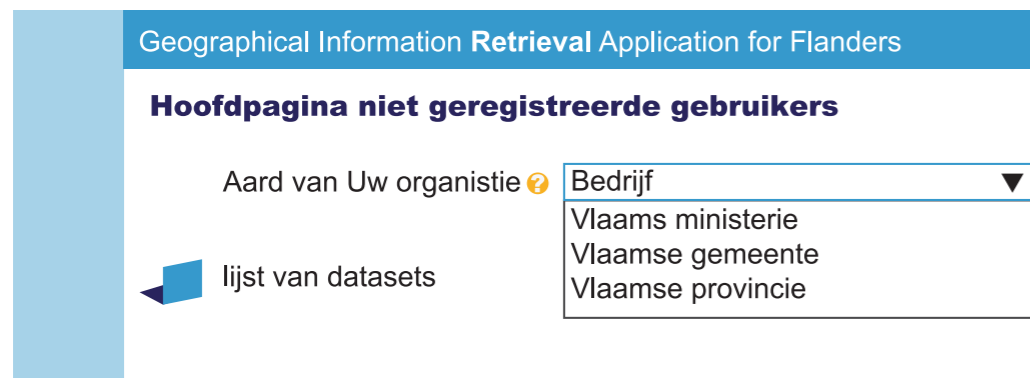 Geographical Information Retrieval Application for Flanders
Hoofdpagina niet geregistreerde gebruikers
Aard van Uw organistie ? Bedrijf
Vlaams ministerie
Vlaamse gemeente
Vlaamse provincie
lijst van datasets